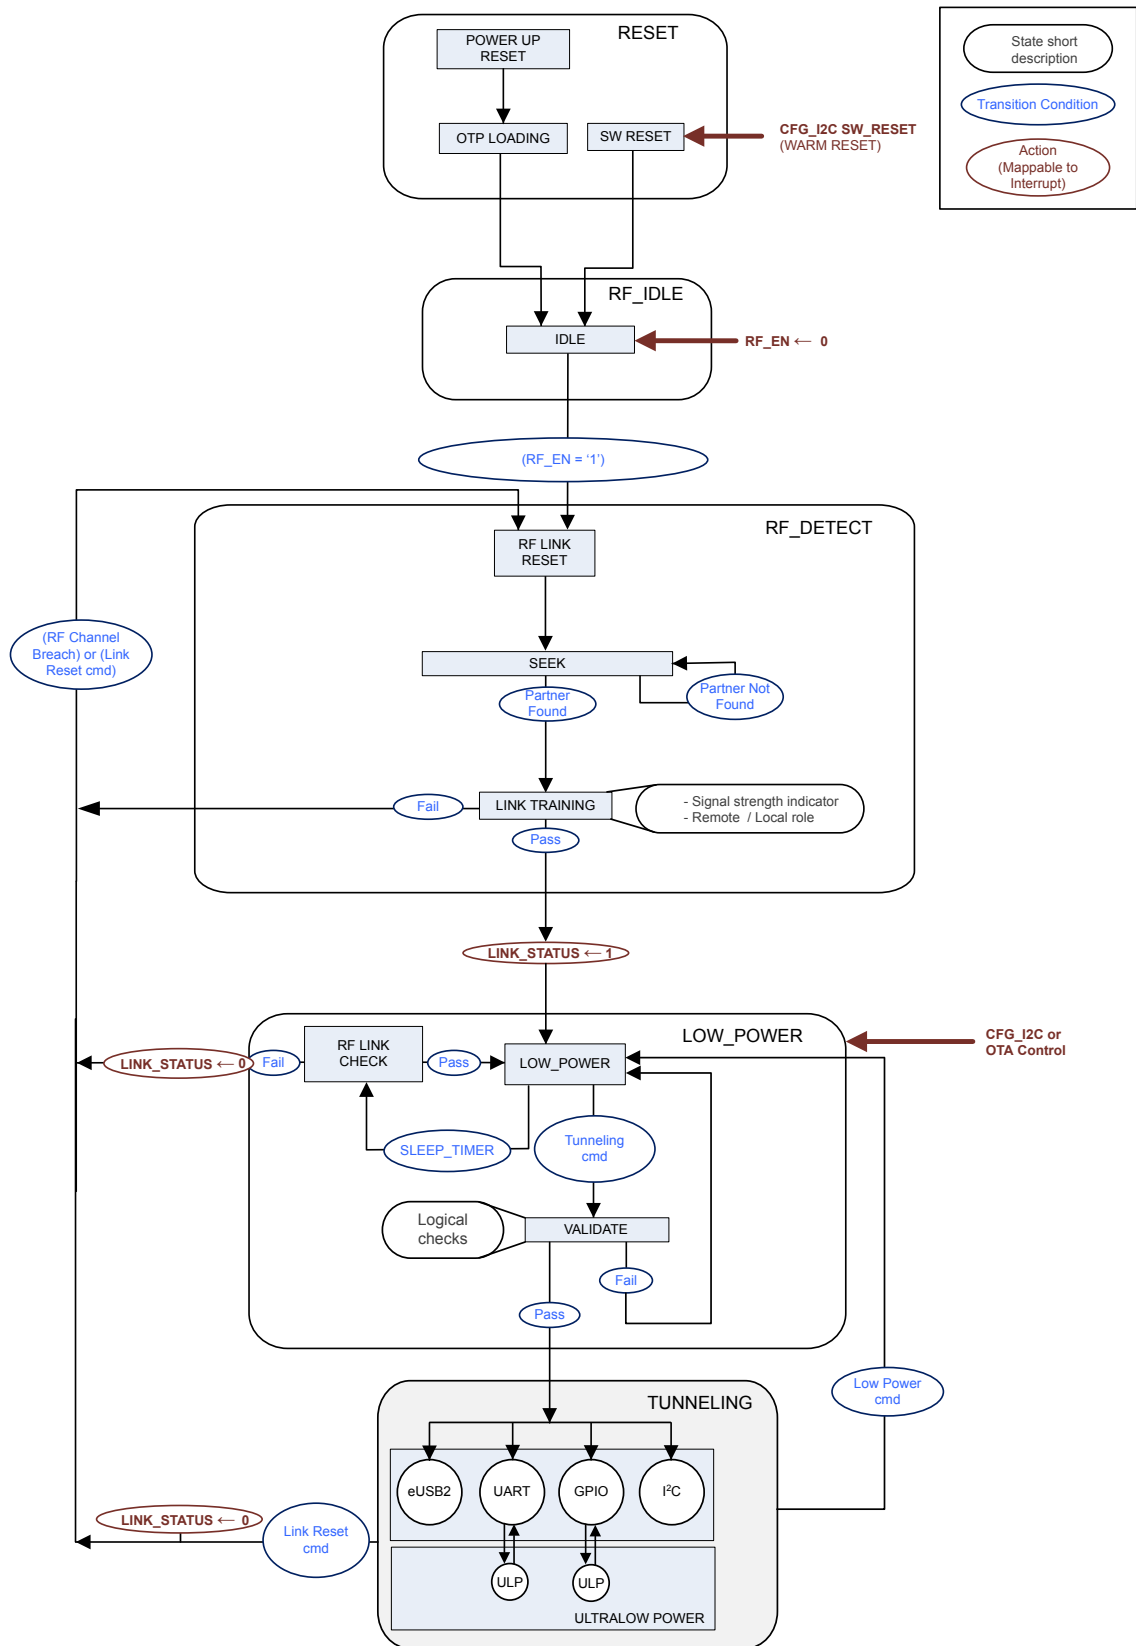 RESET
POWER UP
RESET
OTP LOADING
SW RESET
CFG_I2C SW_RESET
(WARM RESET)
State short
description
Transition Condition
Action
(Mappable to
Interrupt)
RF_IDLE
IDLE
RF_EN ← 0
(RF_EN = ‘1’)
RF_DETECT
RF LINK
RESET
(RF Channel
Breach) or (Link
Reset cmd)
SEEK
Partner
Found
Partner Not
Found
Fail
LINK TRAINING
- Signal strength indicator
- Remote / Local role
Pass
LINK_STATUS ← 1
LOW_POWER
CFG_I2C or
OTA Control
LINK_STATUS ← 0
Fail
RF LINK
CHECK
Pass
LOW_POWER
SLEEP_TIMER
Tunneling
cmd
Logical
checks
VALIDATE
Fail
Pass
Low Power
cmd
TUNNELING
eUSB2
UART
GPIO
I²C
LINK_STATUS ← 0
Link Reset
cmd
ULP
ULP
ULTRALOW POWER